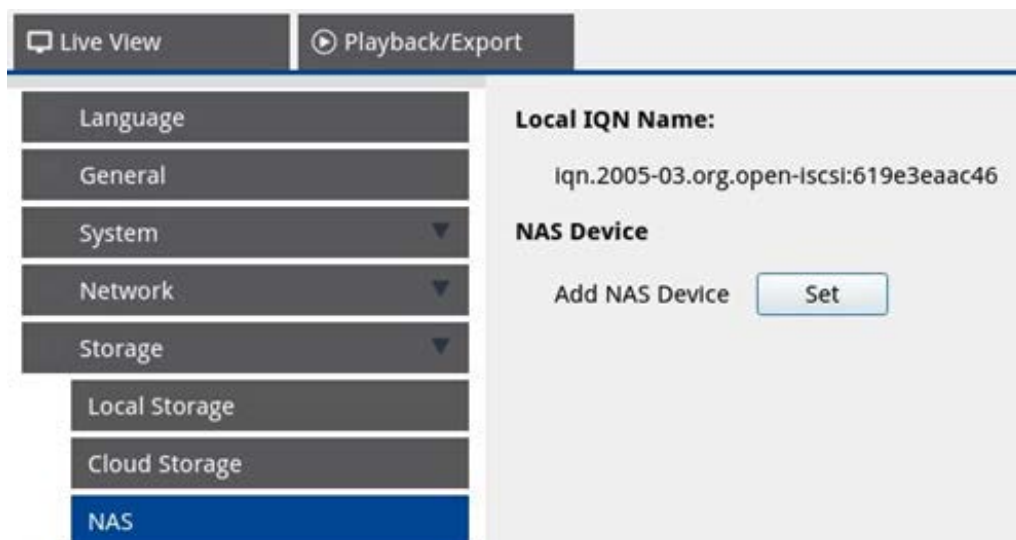 Live View
Playback/Export
Language
General
System
Network
Storage
Local Storage
Cloud Storage
NAS
Local IQN Name:
iqn.2005-03.org.open-iscsi:619e3eaac46
NAS Device
Add NAS Device Set